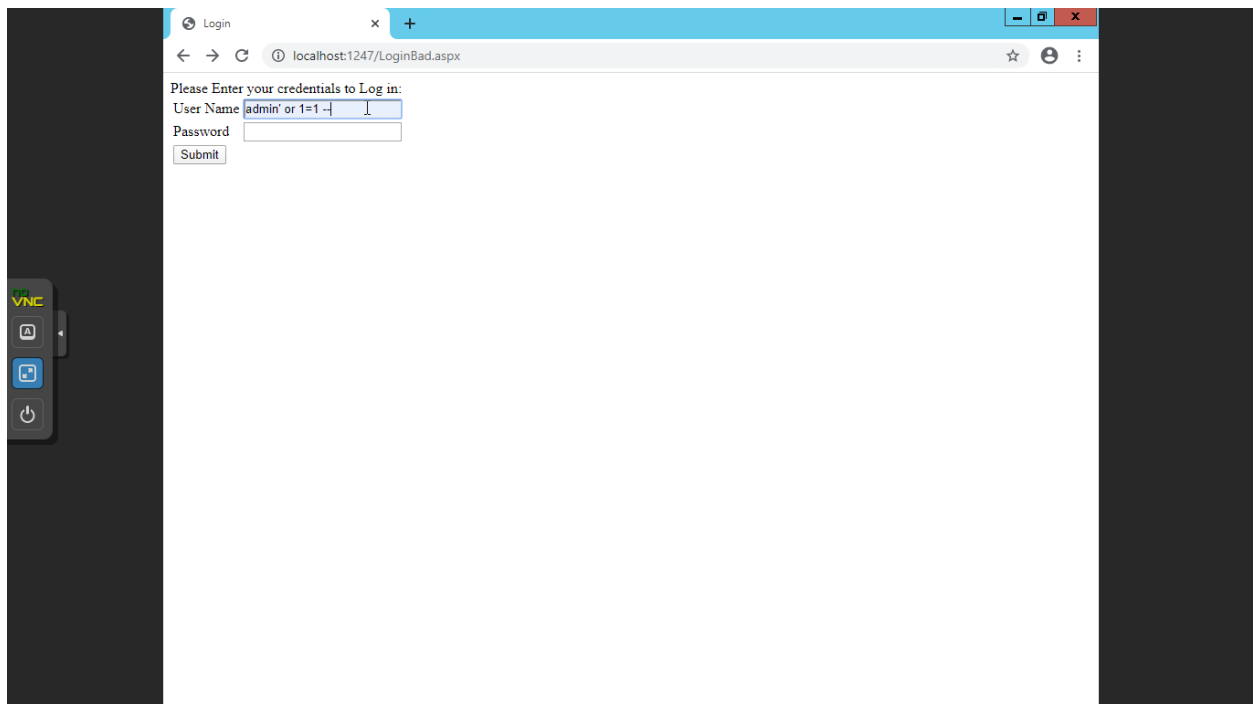 Login
localhost:1247/LoginBad.aspx
Please Enter your credentials to Log in:
User Name admin' or 1=1 --
Password
Submit
no
VNC
A